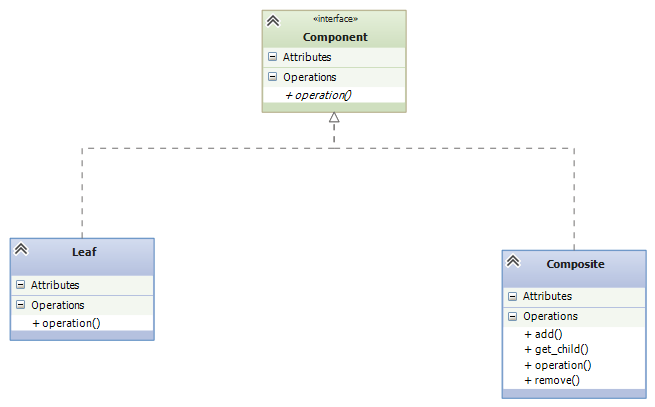 «interface»
Component
Attributes
Operations
+ operation()
Leaf
Attributes
Operations
+ operation()
Composite
Attributes
Operations
+ add()
+ get_child()
+ operation()
+ remove()